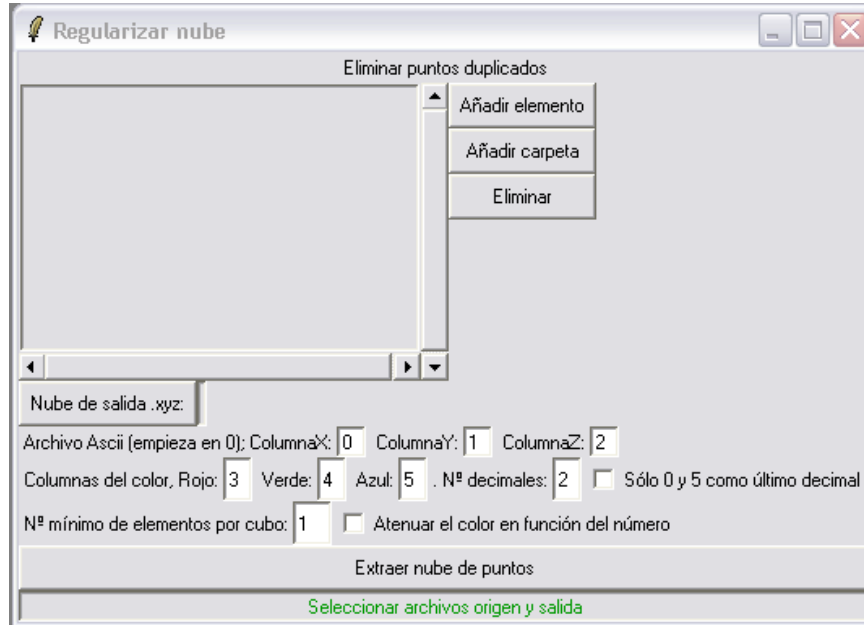 Regularizar nube
Eliminar puntos duplicados
Añadir elemento
Añadir carpeta
Eliminar
Nube de salida .xyz:
Archivo Ascii (empieza en 0); ColumnaX: 0 ColumnaY: 1 ColumnaZ: 2
Columnas del color, Rojo: 3 Verde: 4 Azul: 5 . Nº decimales: 2 Sólo 0 y 5 como último decimal
Nº mínimo de elementos por cubo: 1 Atenuar el color en función del número
Extraer nube de puntos
Seleccionar archivos origen y salida